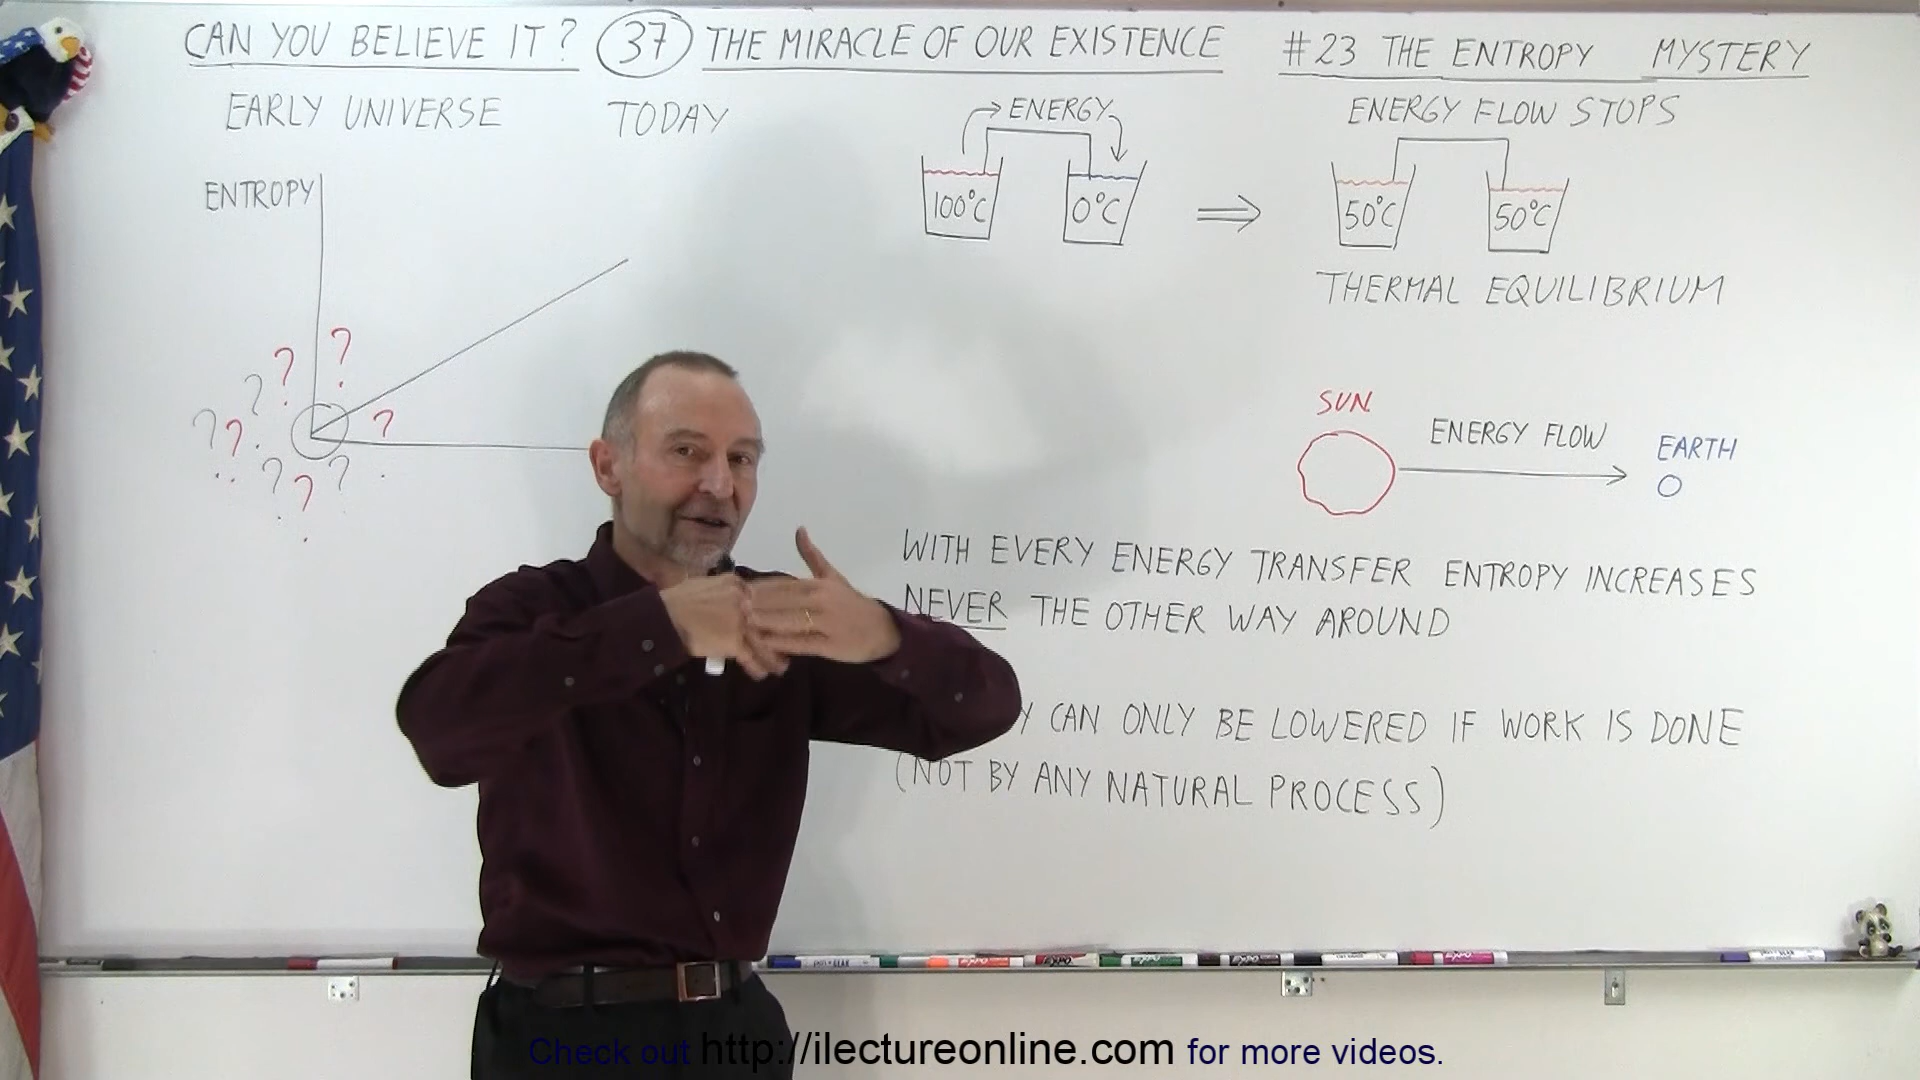 CAN YOU BELIEVE IT? 37 THE MIRACLE OF OUR EXISTENCE #23 THE ENTROPY MYSTERY
EARLY UNIVERSE TODAY
ENTROPY
? ? ? ? ? ? ? ? ? ?
ENERGY
100°C 0°C
ENERGY FLOW STOPS
50°C 50°C
THERMAL EQUILIBRIUM
SUN
ENERGY FLOW
EARTH
WITH EVERY ENERGY TRANSFER ENTROPY INCREASES
NEVER THE OTHER WAY AROUND
Y CAN ONLY BE LOWERED IF WORK IS DONE
(NOT BY ANY NATURAL PROCESS)
Check out http://ilectureonline.com for more videos.